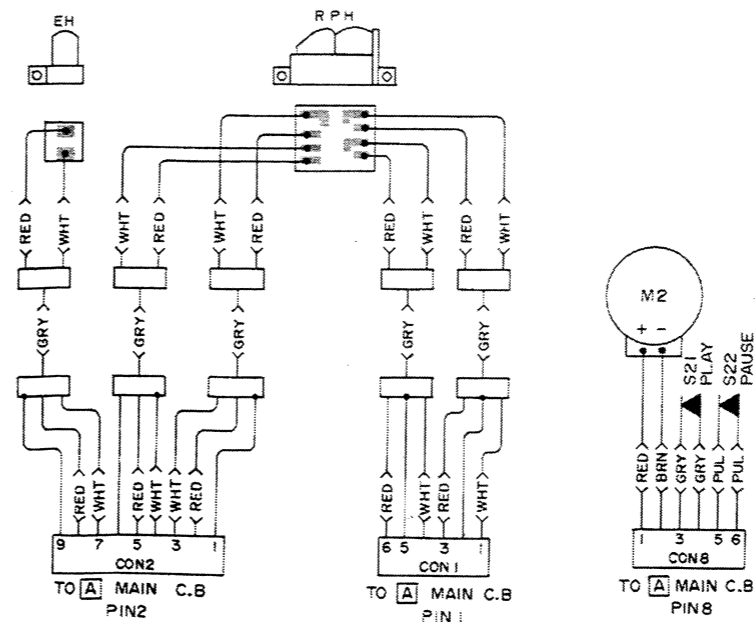 EH
RPH
RED WHT WHT RED WHT RED RED WHT RED WHT
GRY GRY GRY GRY GRY
M2
+ −
S21 PLAY
S22 PAUSE
RED WHT RED WHT WHT RED
RED WHT RED WHT
RED BRN GRY GRY PUL PUL
9 7 5 3 1
CON2
TO A MAIN C.B
PIN2
6 5 3 1
CON1
TO A MAIN C.B
PIN1
1 3 5 6
CON8
TO A MAIN C.B
PIN8